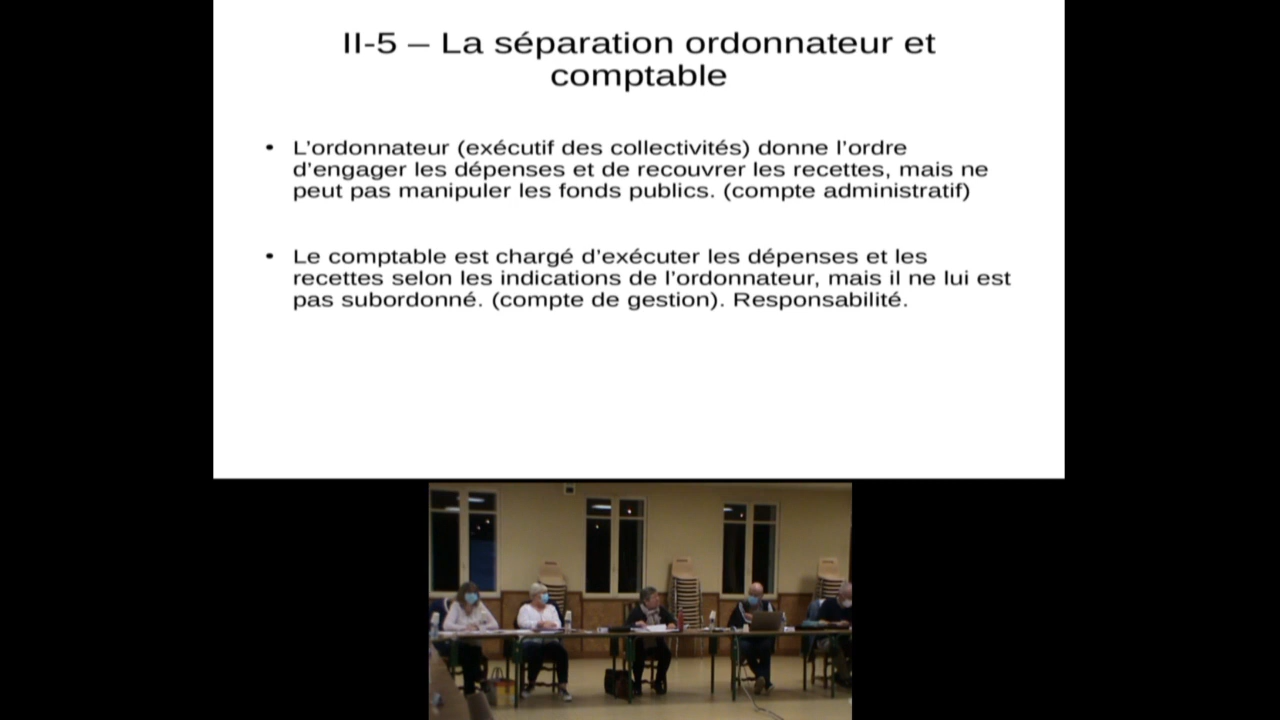 II-5 – La séparation ordonnateur et
comptable
• L’ordonnateur (exécutif des collectivités) donne l’ordre
d’engager les dépenses et de recouvrer les recettes, mais ne
peut pas manipuler les fonds publics. (compte administratif)
• Le comptable est chargé d’exécuter les dépenses et les
recettes selon les indications de l’ordonnateur, mais il ne lui est
pas subordonné. (compte de gestion). Responsabilité.